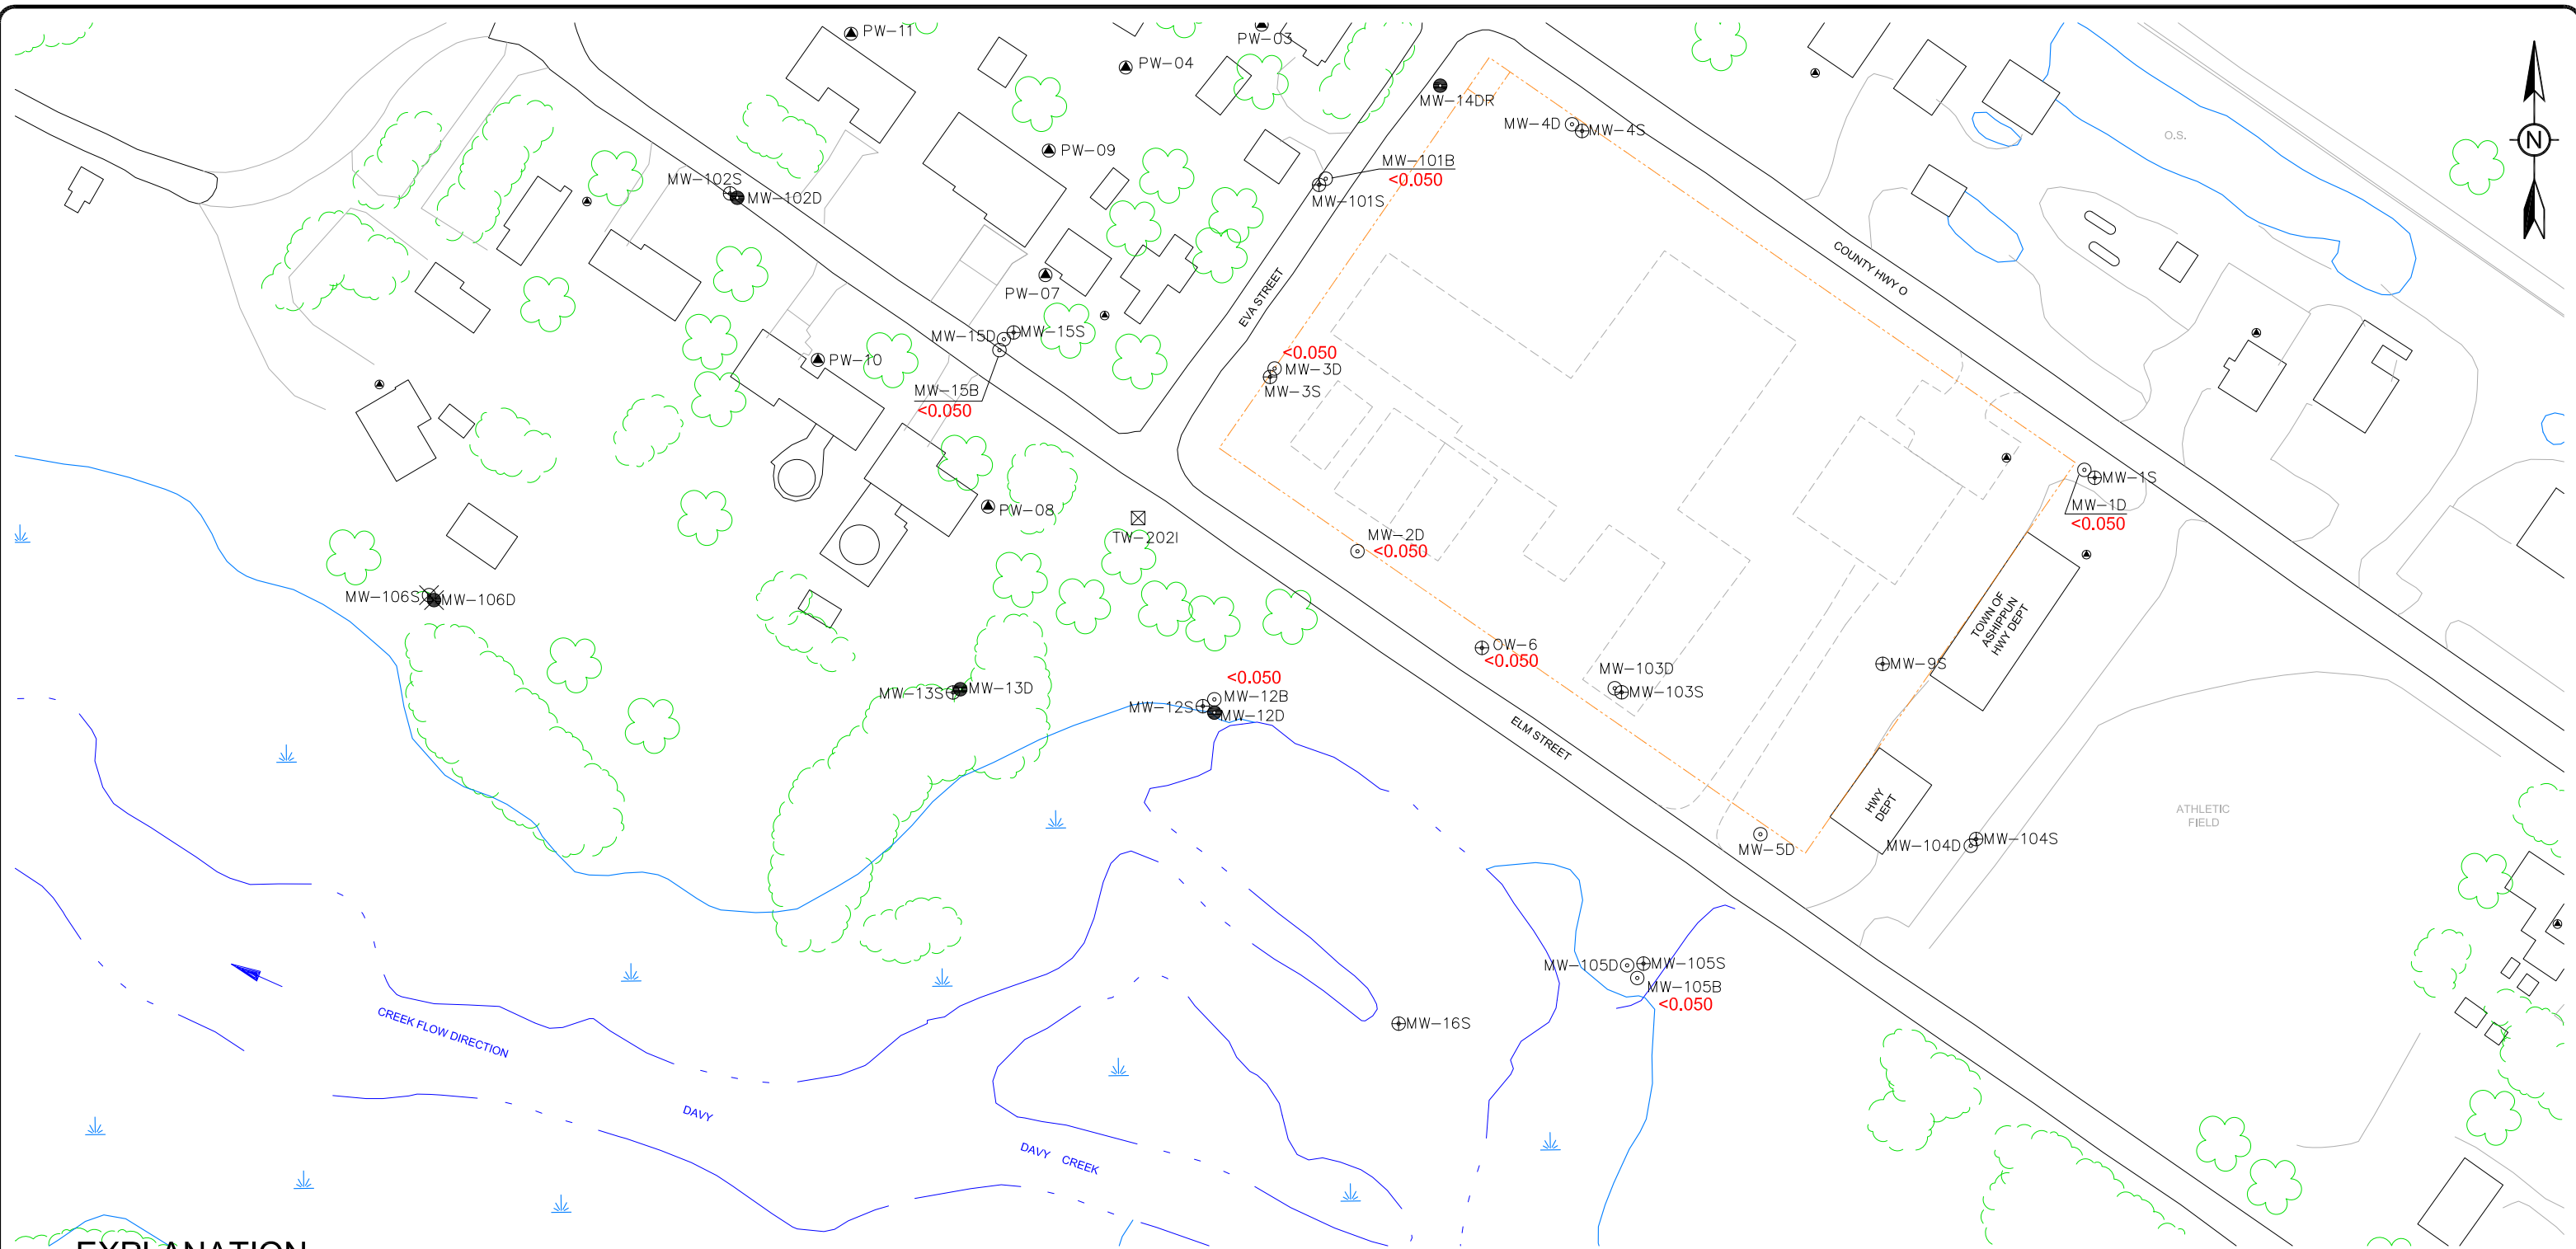 PW-11
PW-03
PW-04
MW-14DR
MW-4D
MW-4S
O.S.
N
PW-09
MW-101B
<0.050
MW-102S
MW-102D
MW-101S
COUNTY HWY O
PW-07
EVA STREET
MW-15D
MW-15S
<0.050
MW-3D
MW-3S
PW-10
MW-15B
<0.050
MW-1S
MW-1D
<0.050
PW-08
TW-202I
MW-2D
<0.050
MW-106S
MW-106D
TOWN OF
ASHIPPUN
HWY DEPT
OW-6
<0.050
MW-9S
MW-103D
MW-103S
<0.050
MW-13S
MW-13D
MW-12B
MW-12S
MW-12D
ELM STREET
HWY
DEPT
ATHLETIC
FIELD
MW-5D
MW-104D
MW-104S
MW-105D
MW-105S
MW-105B
<0.050
MW-16S
CREEK FLOW DIRECTION
DAVY
DAVY CREEK
EXPLANATION